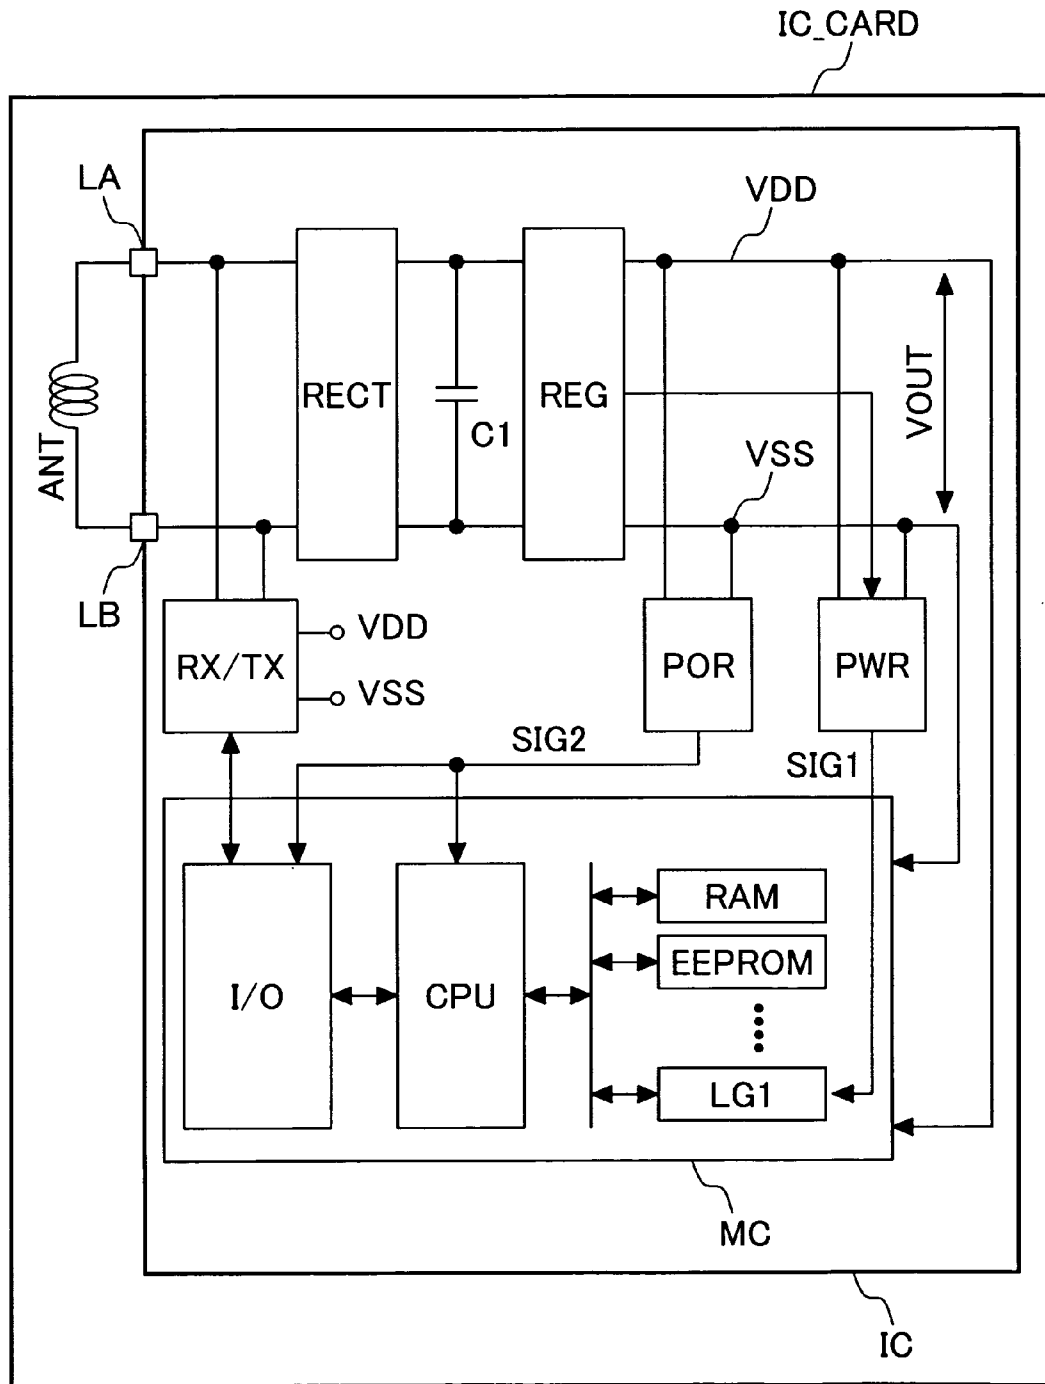 IC_CARD
LA
VDD
RECT
REG
C1
VOUT
ANT
VSS
LB
RX/TX
VDD
VSS
POR
PWR
SIG2
SIG1
I/O
CPU
RAM
EEPROM
LG1
MC
IC